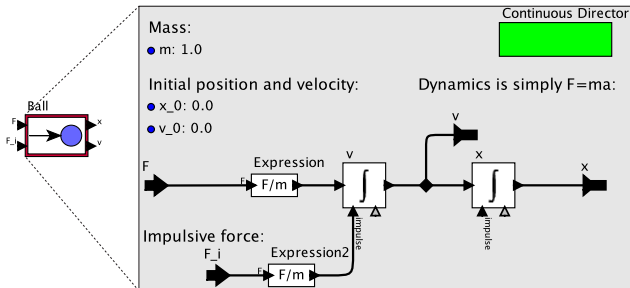 Continuous Director
Mass:
m: 1.0
Initial position and velocity:
Dynamics is simply F=ma:
x_0: 0.0
v_0: 0.0
Ball
F
F_i
x
v
v
F
Expression
F
F/m
v
∫
x
∫
x
impulse
impulse
Impulsive force:
F_i
Expression2
F
F/m